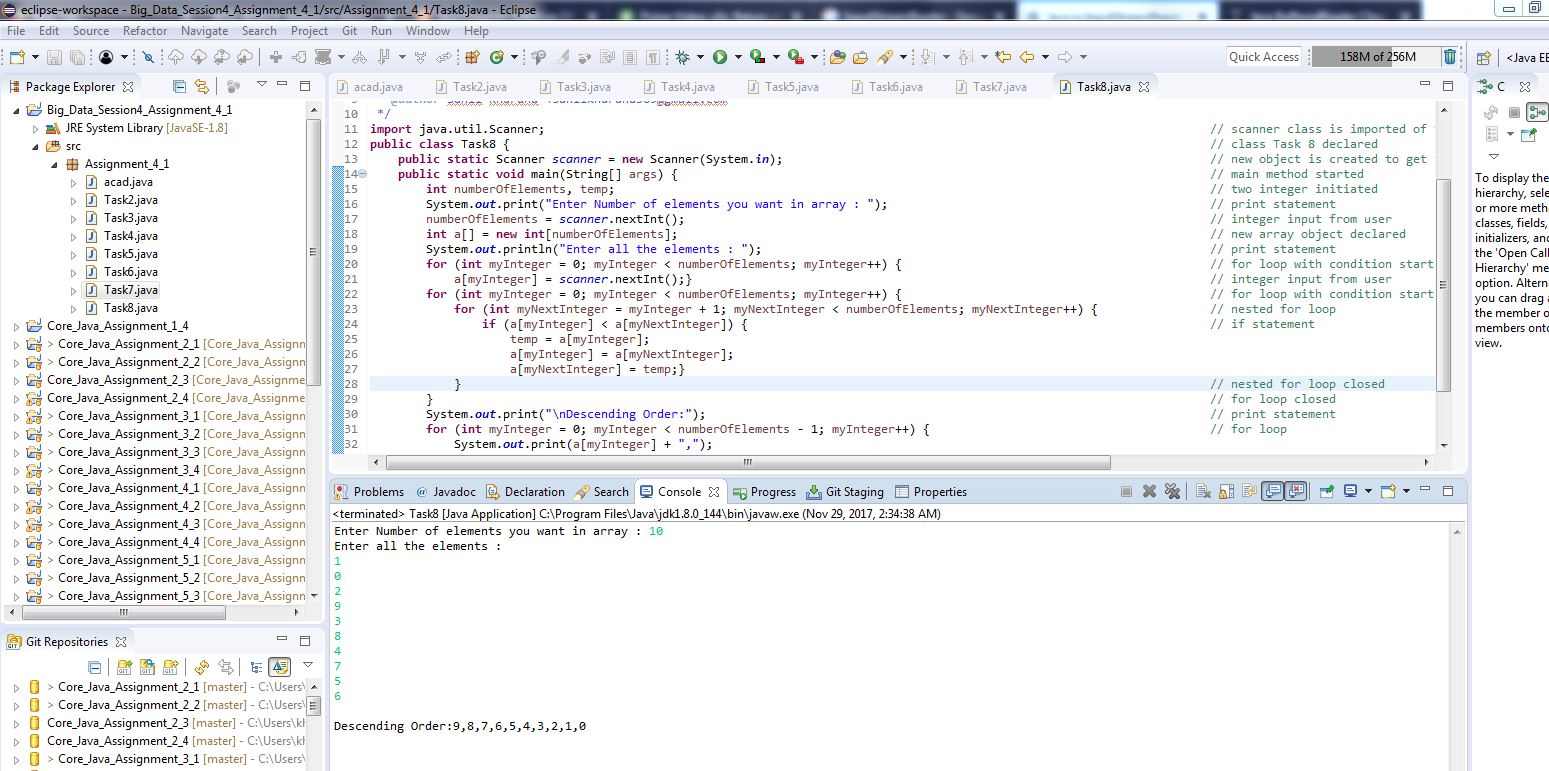 eclipse-workspace - Big_Data_Session4_Assignment_4_1/src/Assignment_4_1/Task8.java - Eclipse
File Edit Source Refactor Navigate Search Project Git Run Window Help
Quick Access
158M of 256M
<Java EE
Package Explorer
Big_Data_Session4_Assignment_4_1
JRE System Library [JavaSE-1.8]
src
Assignment_4_1
acad.java
Task2.java
Task3.java
Task4.java
Task5.java
Task6.java
Task7.java
Task8.java
Core_Java_Assignment_1_4
> Core_Java_Assignment_2_1 [Core_Java_Assignn
> Core_Java_Assignment_2_2 [Core_Java_Assignn
Core_Java_Assignment_2_3 [Core_Java_Assignme
Core_Java_Assignment_2_4 [Core_Java_Assignme
> Core_Java_Assignment_3_1 [Core_Java_Assignn
> Core_Java_Assignment_3_2 [Core_Java_Assignn
> Core_Java_Assignment_3_3 [Core_Java_Assignn
> Core_Java_Assignment_3_4 [Core_Java_Assignn
> Core_Java_Assignment_4_1 [Core_Java_Assignn
> Core_Java_Assignment_4_2 [Core_Java_Assignn
> Core_Java_Assignment_4_3 [Core_Java_Assignn
> Core_Java_Assignment_4_4 [Core_Java_Assignn
> Core_Java_Assignment_5_1 [Core_Java_Assignn
> Core_Java_Assignment_5_2 [Core_Java_Assignn
> Core_Java_Assignment_5_3 [Core_Java_Assignn
Git Repositories
> Core_Java_Assignment_2_1 [master] - C:\Users\
> Core_Java_Assignment_2_2 [master] - C:\Users\
Core_Java_Assignment_2_3 [master] - C:\Users\kh
Core_Java_Assignment_2_4 [master] - C:\Users\kh
> Core_Java_Assignment_3_1 [master] - C:\Users\
acad.java Task2.java Task3.java Task4.java Task5.java Task6.java Task7.java Task8.java
10 */
11 import java.util.Scanner; // scanner class is imported of
12 public class Task8 { // class Task 8 declared
13 public static Scanner scanner = new Scanner(System.in); // new object is created to get
14 public static void main(String[] args) { // main method started
15 int numberOfElements, temp; // two integer initiated
16 System.out.print("Enter Number of elements you want in array : "); // print statement
17 numberOfElements = scanner.nextInt(); // integer input from user
18 int a[] = new int[numberOfElements]; // new array object declared
19 System.out.println("Enter all the elements : "); // print statement
20 for (int myInteger = 0; myInteger < numberOfElements; myInteger++) { // for loop with condition start
21 a[myInteger] = scanner.nextInt();} // integer input from user
22 for (int myInteger = 0; myInteger < numberOfElements; myInteger++) { // for loop with condition start
23 for (int myNextInteger = myInteger + 1; myNextInteger < numberOfElements; myNextInteger++) { // nested for loop
24 if (a[myInteger] < a[myNextInteger]) { // if statement
25 temp = a[myInteger];
26 a[myInteger] = a[myNextInteger];
27 a[myNextInteger] = temp;}
28 } // nested for loop closed
29 } // for loop closed
30 System.out.print("\nDescending Order:"); // print statement
31 for (int myInteger = 0; myInteger < numberOfElements - 1; myInteger++) { // for loop
32 System.out.print(a[myInteger] + ",");
Problems Javadoc Declaration Search Console Progress Git Staging Properties
<terminated> Task8 [Java Application] C:\Program Files\Java\jdk1.8.0_144\bin\javaw.exe (Nov 29, 2017, 2:34:38 AM)
Enter Number of elements you want in array : 10
Enter all the elements :
1
0
2
9
3
8
4
7
5
6
Descending Order:9,8,7,6,5,4,3,2,1,0
C
To display the
hierarchy, sele
or more metho
classes, fields,
initializers, and
the 'Open Call
Hierarchy' me
option. Alterna
you can drag a
the member o
members onto
view.